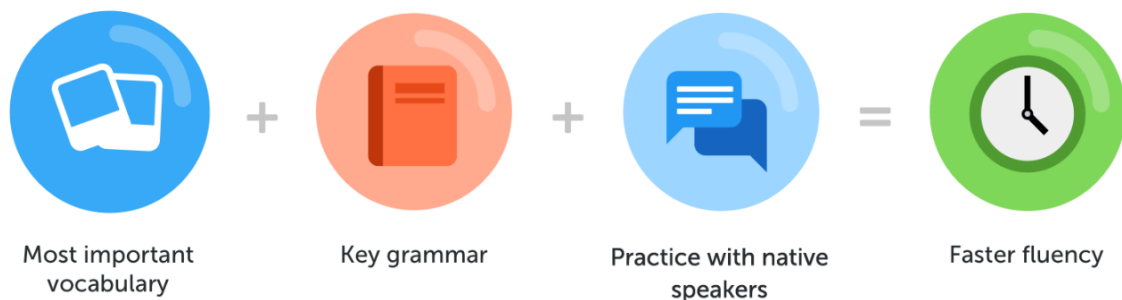 Most important
vocabulary
+
Key grammar
+
Practice with native
speakers
=
Faster fluency